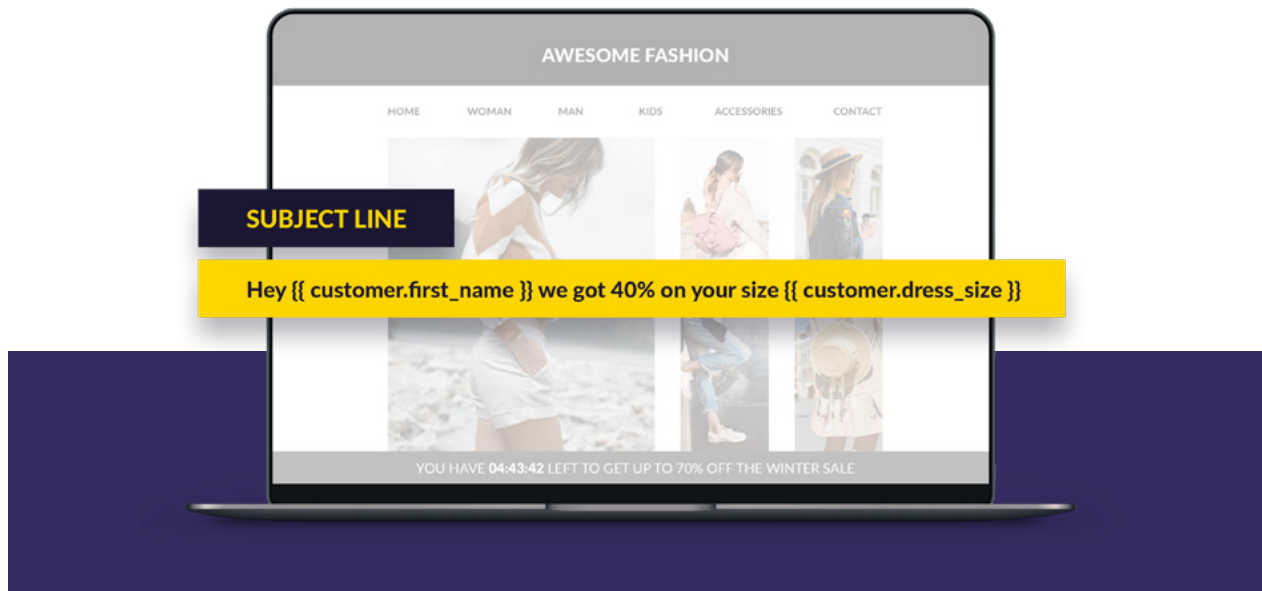 AWESOME FASHION
HOME WOMAN MAN KIDS ACCESSORIES CONTACT
SUBJECT LINE
Hey {{ customer.first_name }} we got 40% on your size {{ customer.dress_size }}
YOU HAVE 04:43:42 LEFT TO GET UP TO 70% OFF THE WINTER SALE